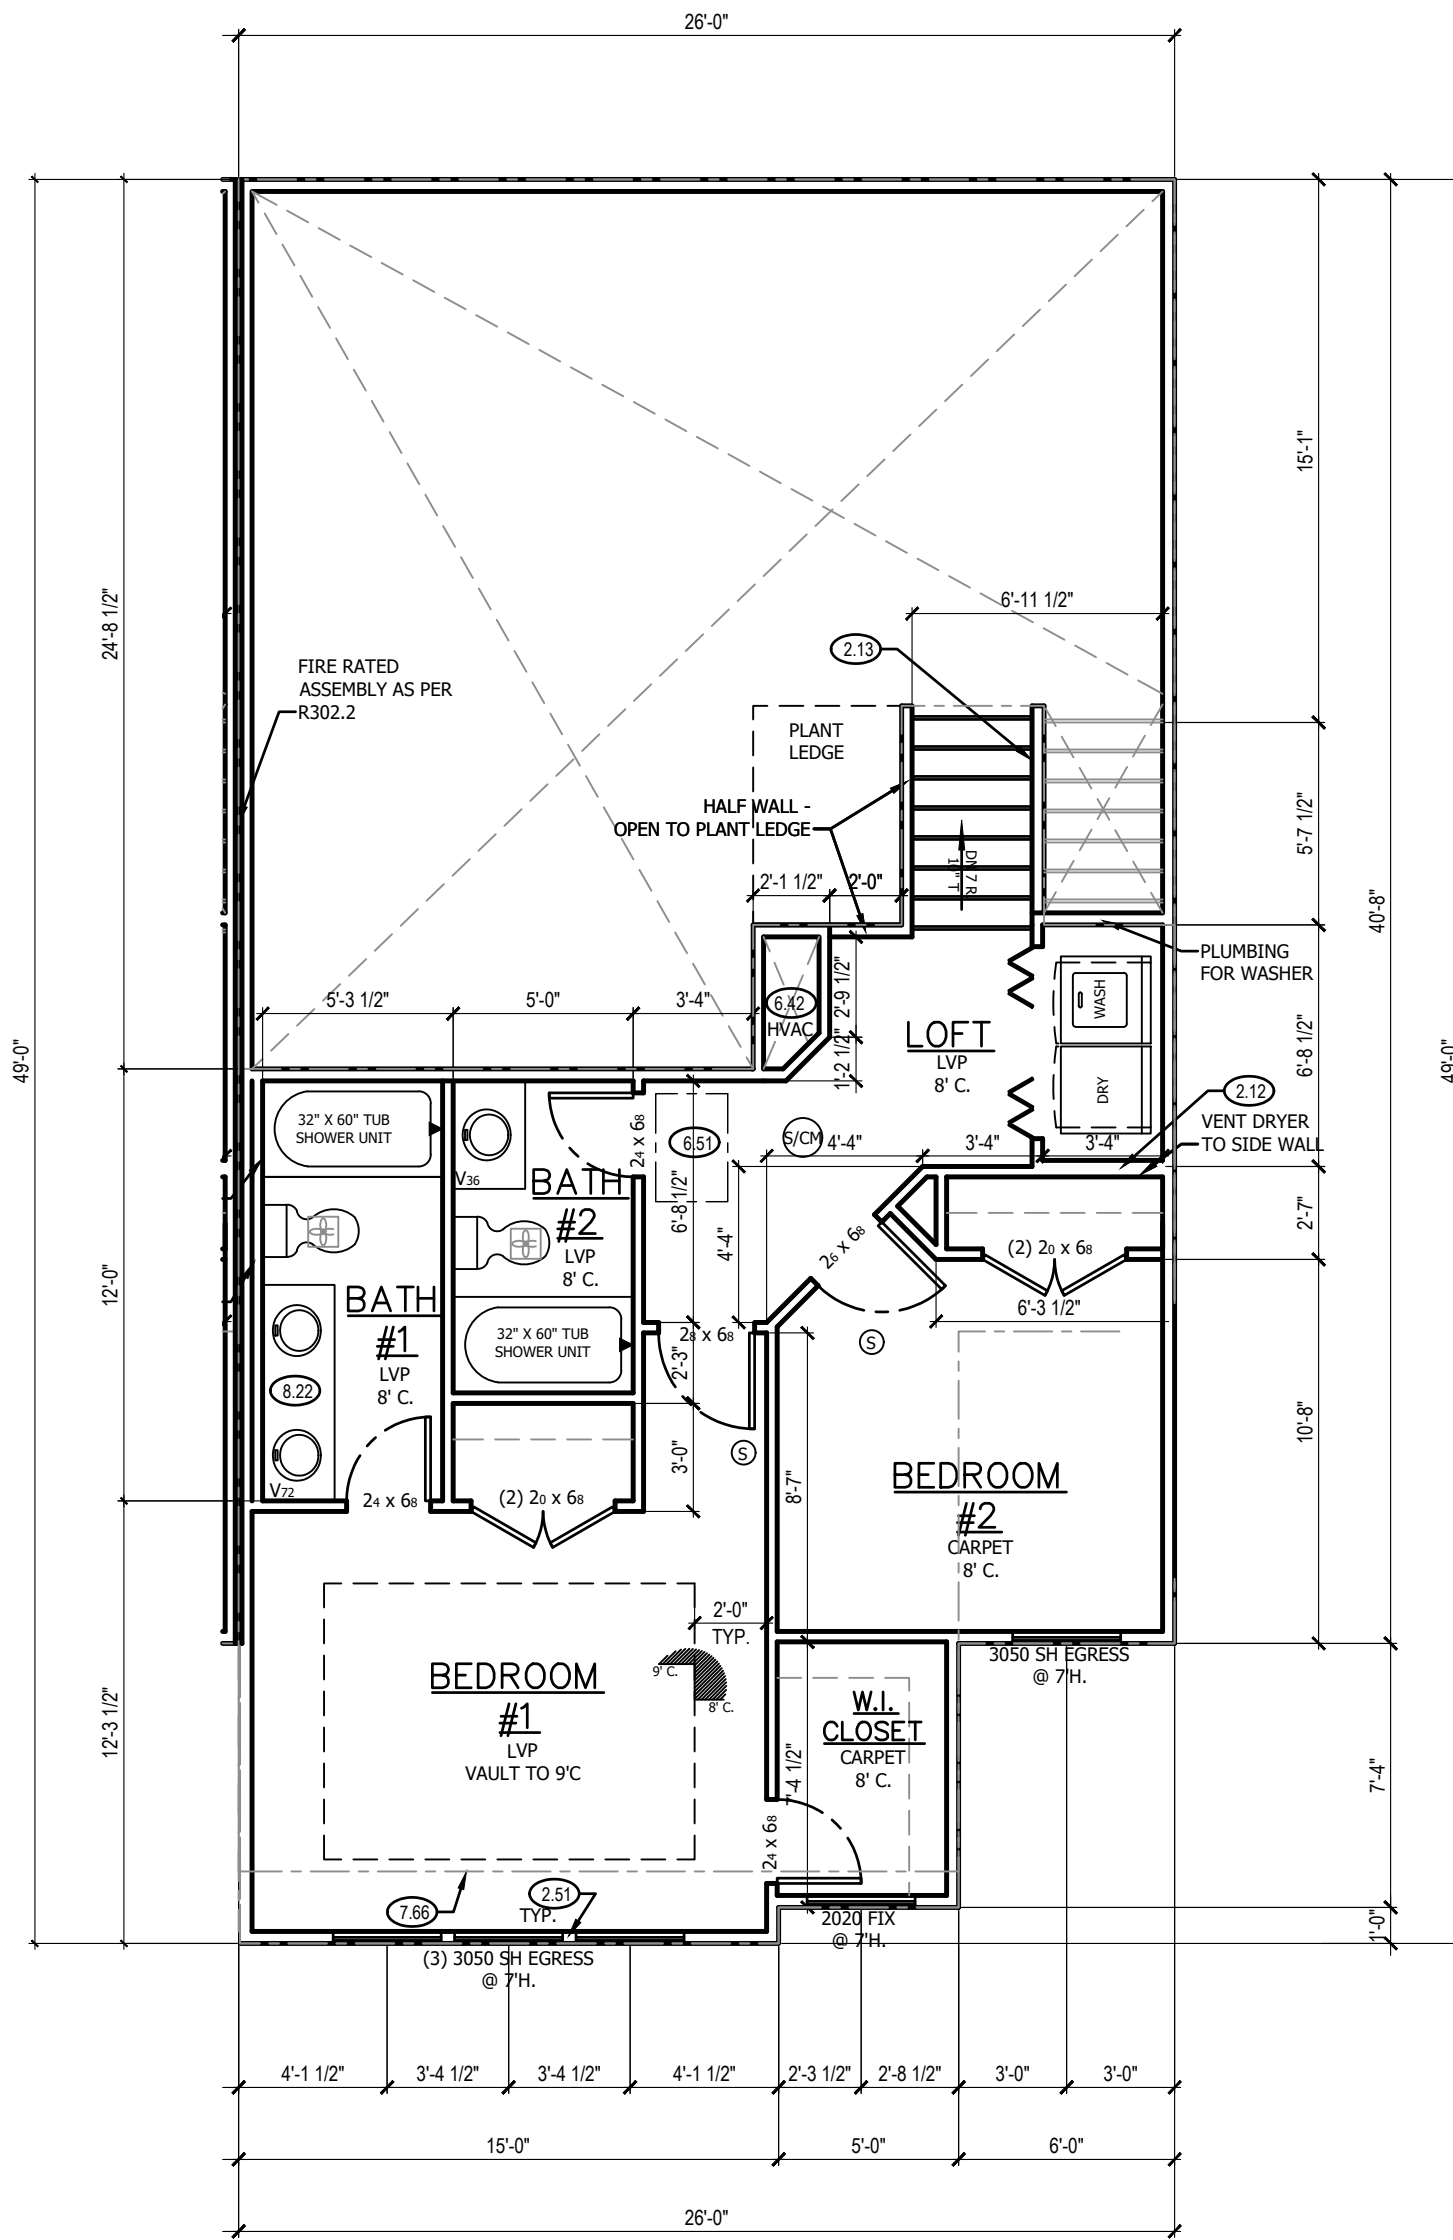 26'-0"
49'-0"
24'-8 1/2"
12'-0"
12'-3 1/2"
15'-1"
5'-7 1/2"
6'-8 1/2"
2'-7"
10'-8"
40'-8"
7'-4"
1'-0"
49'-0"
FIRE RATED
ASSEMBLY AS PER
R302.2
6'-11 1/2"
2.13
PLANT
LEDGE
HALF WALL -
OPEN TO PLANT LEDGE
2'-1 1/2"
2'-0"
DN 7 R.
10" T
PLUMBING
FOR WASHER
5'-3 1/2"
5'-0"
3'-4"
6.42
HVAC
2'-9 1/2"
1'-2 1/2"
LOFT
LVP
8' C.
WASH
DRY
2.12
VENT DRYER
TO SIDE WALL
32" X 60" TUB
SHOWER UNIT
V36
24 x 68
6.51
S/CM
4'-4"
3'-4"
3'-4"
BATH
#2
LVP
8' C.
6'-8 1/2"
4'-4"
26 x 68
(2) 20 x 68
6'-3 1/2"
BATH
#1
LVP
8' C.
8.22
V72
32" X 60" TUB
SHOWER UNIT
28 x 68
2'-3"
S
S
3'-0"
8'-7"
24 x 68
(2) 20 x 68
BEDROOM
#2
CARPET
8' C.
2'-0"
TYP.
9' C.
8' C.
BEDROOM
#1
LVP
VAULT TO 9'C
3050 SH EGRESS
@ 7'H.
W.I.
CLOSET
CARPET
8' C.
7'-4 1/2"
24 x 68
7.66
2.51
TYP.
2020 FIX
@ 7'H.
(3) 3050 SH EGRESS
@ 7'H.
4'-1 1/2"
3'-4 1/2"
3'-4 1/2"
4'-1 1/2"
2'-3 1/2"
2'-8 1/2"
3'-0"
3'-0"
15'-0"
5'-0"
6'-0"
26'-0"